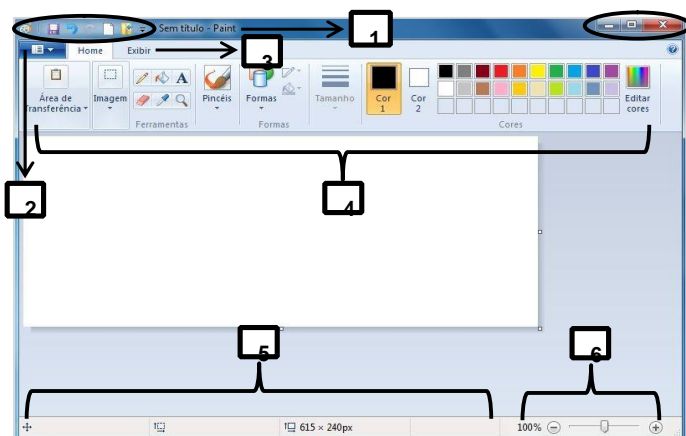 Sem título - Paint
1
Home Exibir
3
Área de Transferência
Imagem
A
Ferramentas
Pincéis
Formas
Formas
Tamanho
Cor 1
Cor 2
Editar cores
Cores
2
4
5
6
615 × 240px
100%